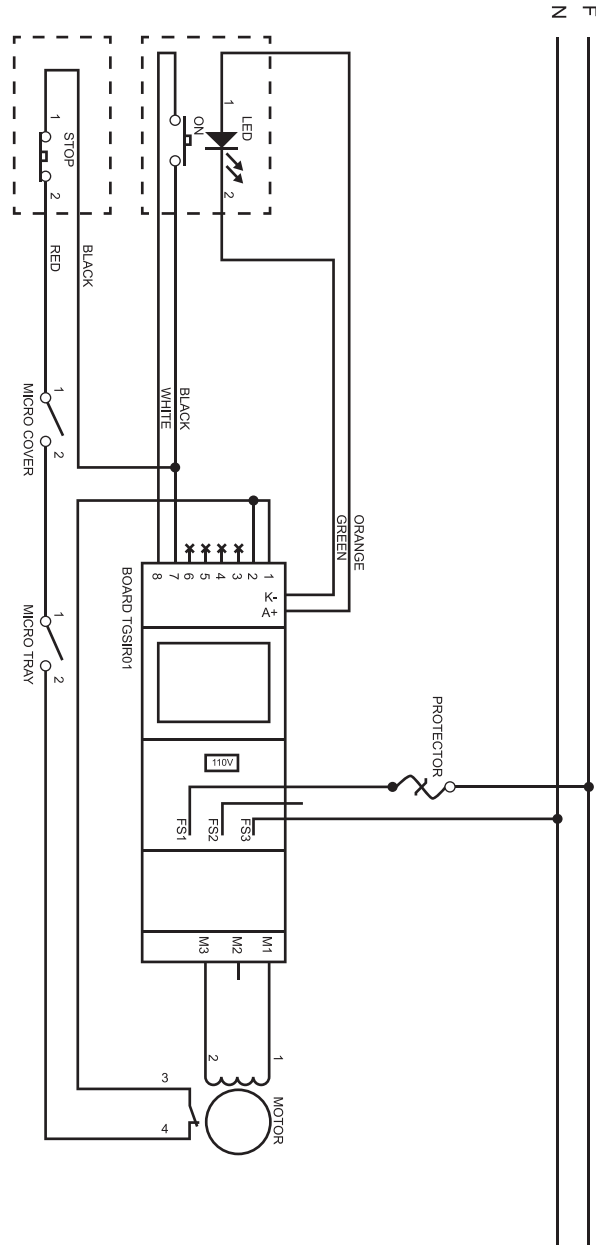 F
N
LED
1
2
ON
STOP
1
2
BLACK
RED
BLACK
WHITE
ORANGE
GREEN
1
2
MICRO COVER
1
2
MICRO TRAY
1
2
3
4
5
6
7
8
K-
A+
BOARD TGSIR01
110V
PROTECTOR
FS3
FS2
FS1
M1
M2
M3
1
2
3
4
MOTOR